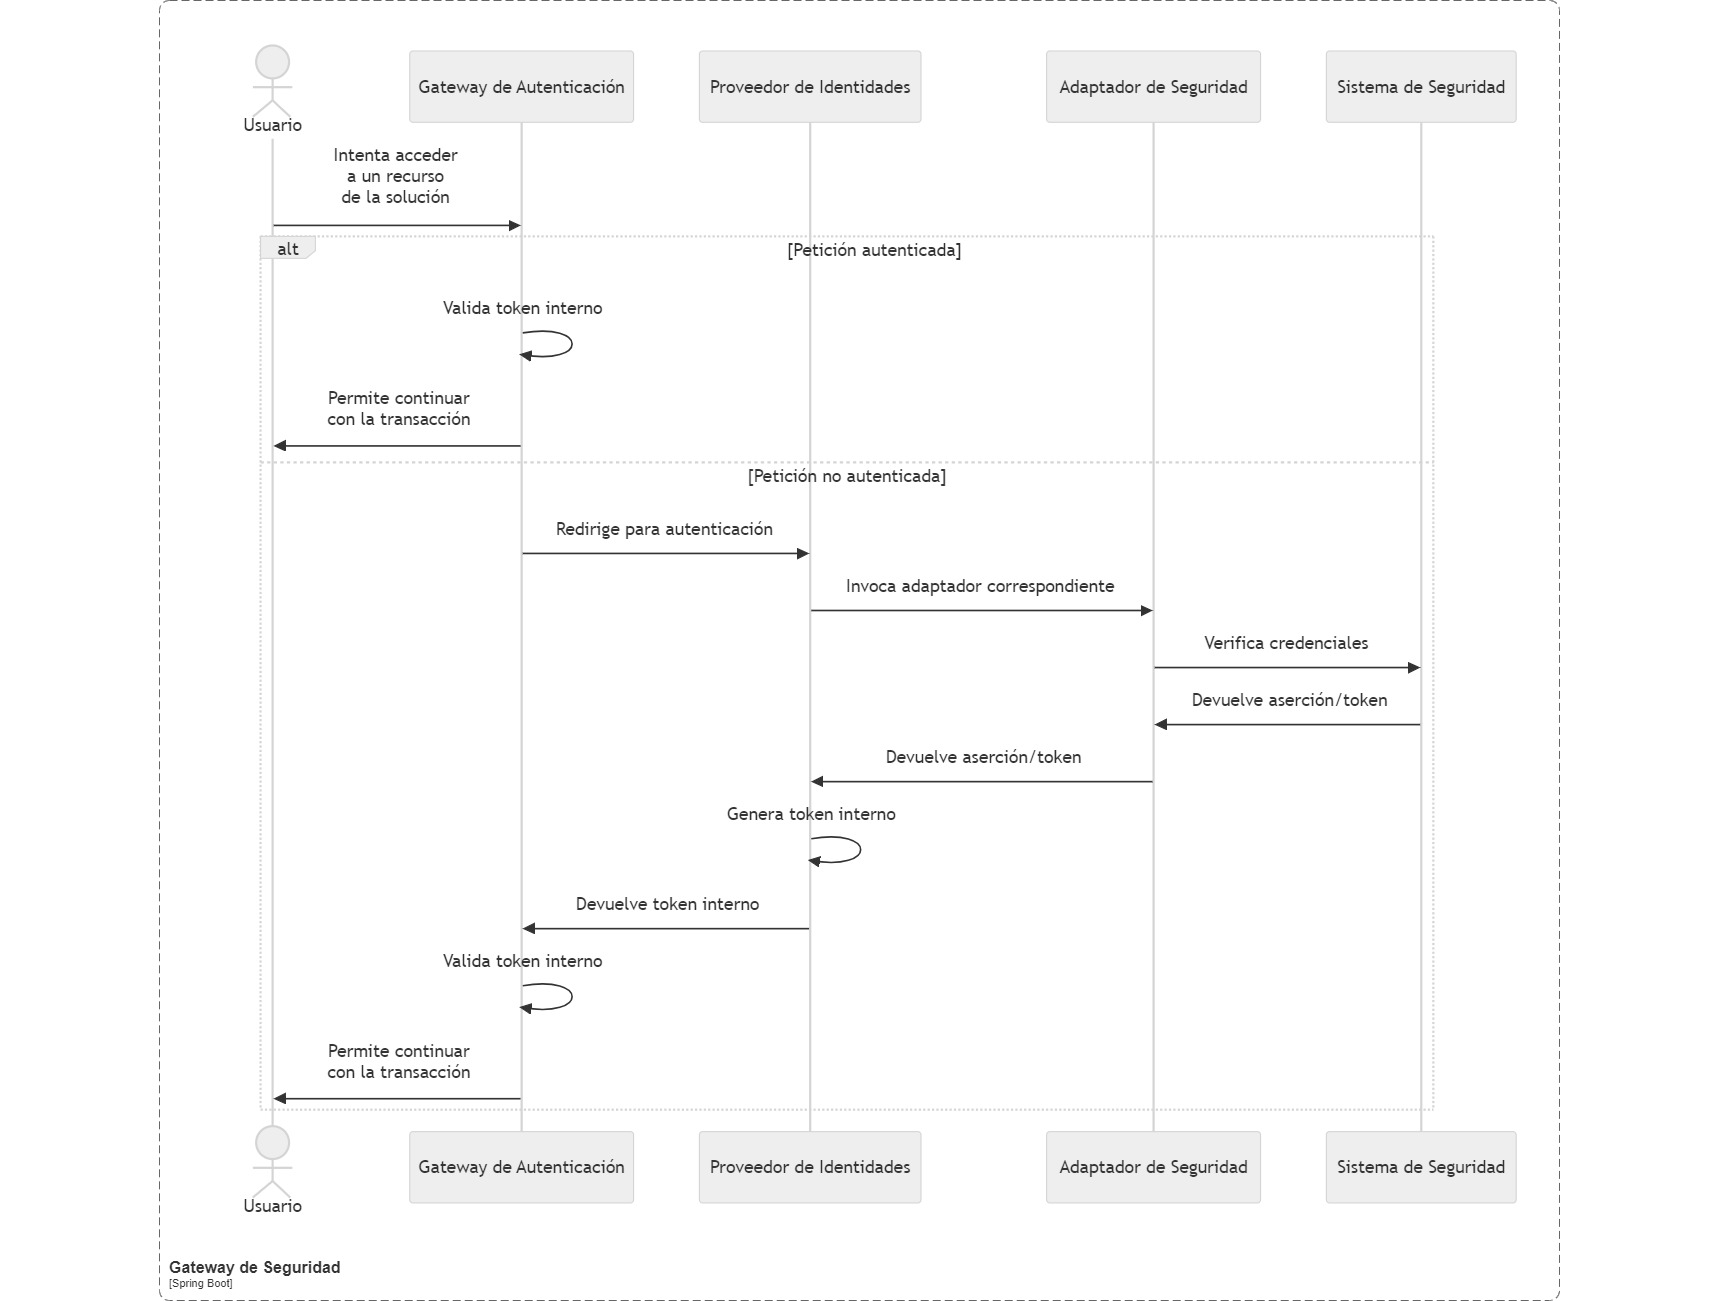 Usuario
Gateway de Autenticación
Proveedor de Identidades
Adaptador de Seguridad
Sistema de Seguridad
Intenta acceder
a un recurso
de la solución
alt
[Petición autenticada]
Valida token interno
Permite continuar
con la transacción
[Petición no autenticada]
Redirige para autenticación
Invoca adaptador correspondiente
Verifica credenciales
Devuelve aserción/token
Devuelve aserción/token
Genera token interno
Devuelve token interno
Valida token interno
Permite continuar
con la transacción
Usuario
Gateway de Autenticación
Proveedor de Identidades
Adaptador de Seguridad
Sistema de Seguridad
Gateway de Seguridad
[Spring Boot]